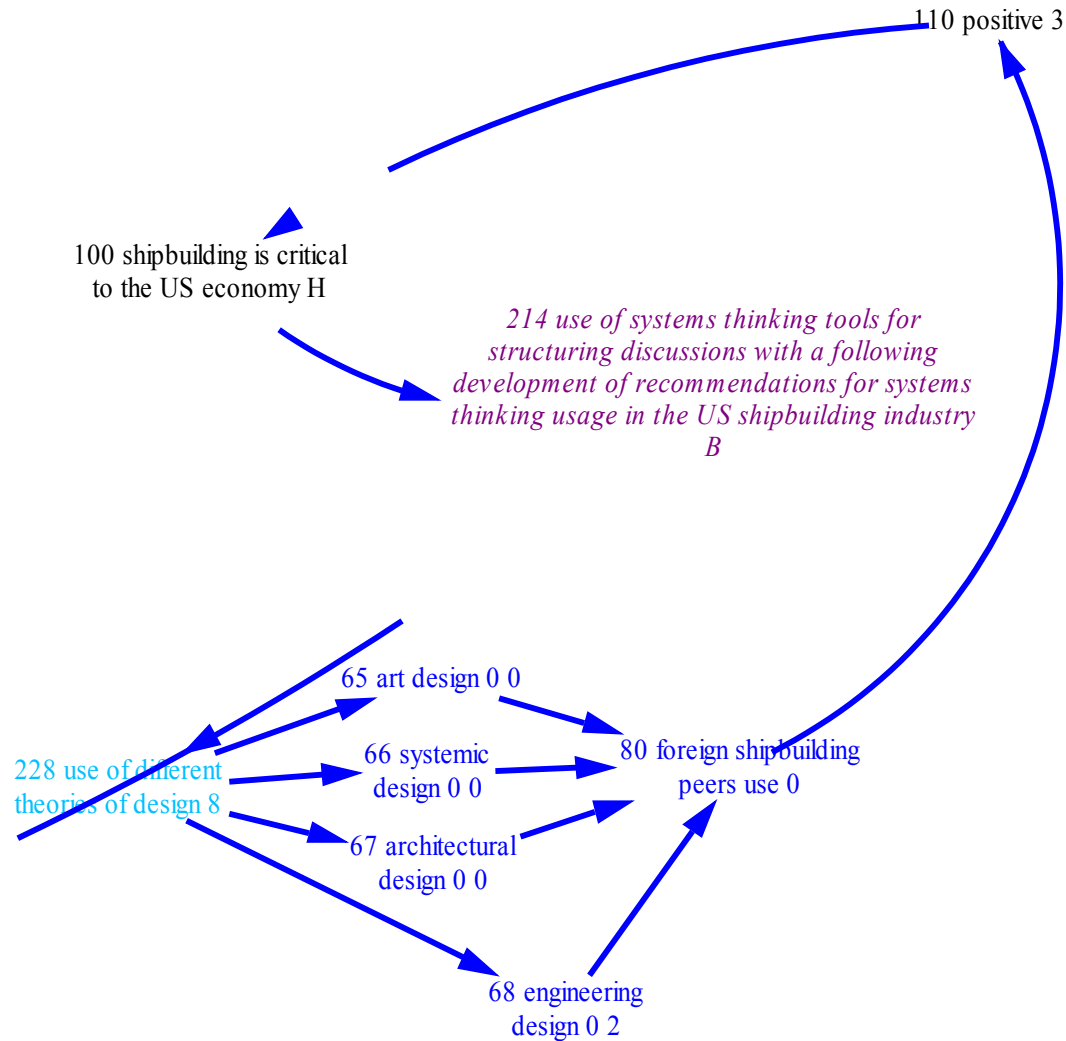 110 positive 3
100 shipbuilding is critical
to the US economy H
214 use of systems thinking tools for
structuring discussions with a following
development of recommendations for systems
thinking usage in the US shipbuilding industry
B
65 art design 0 0
228 use of different
theories of design 8
66 systemic
design 0 0
80 foreign shipbuilding
peers use 0
67 architectural
design 0 0
68 engineering
design 0 2